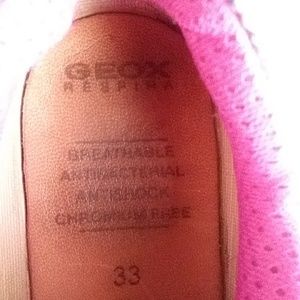 GEOX
RESPIRA
BREATHABLE
ANTIBACTERIAL
ANTISHOCK
CHROMIUM FREE
33